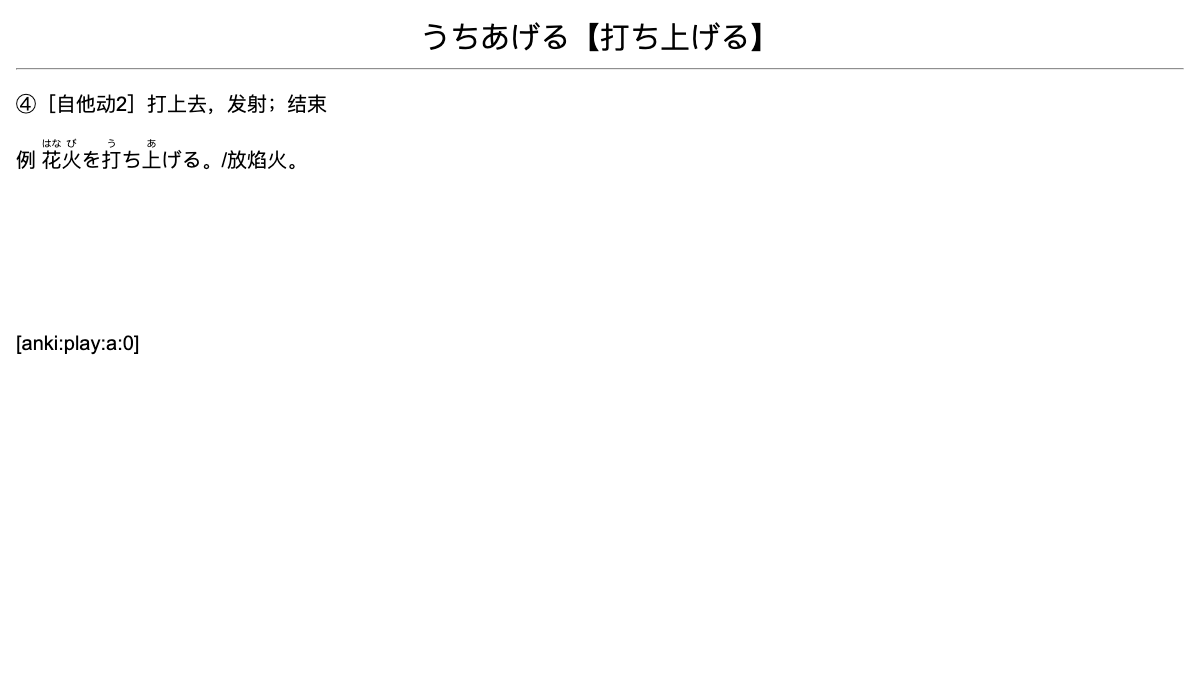 うちあげる【打ち上げる】
④［自他动2］打上去，发射；结束
はな び う あ
例 花火を打ち上げる。/放焰火。
[anki:play:a:0]